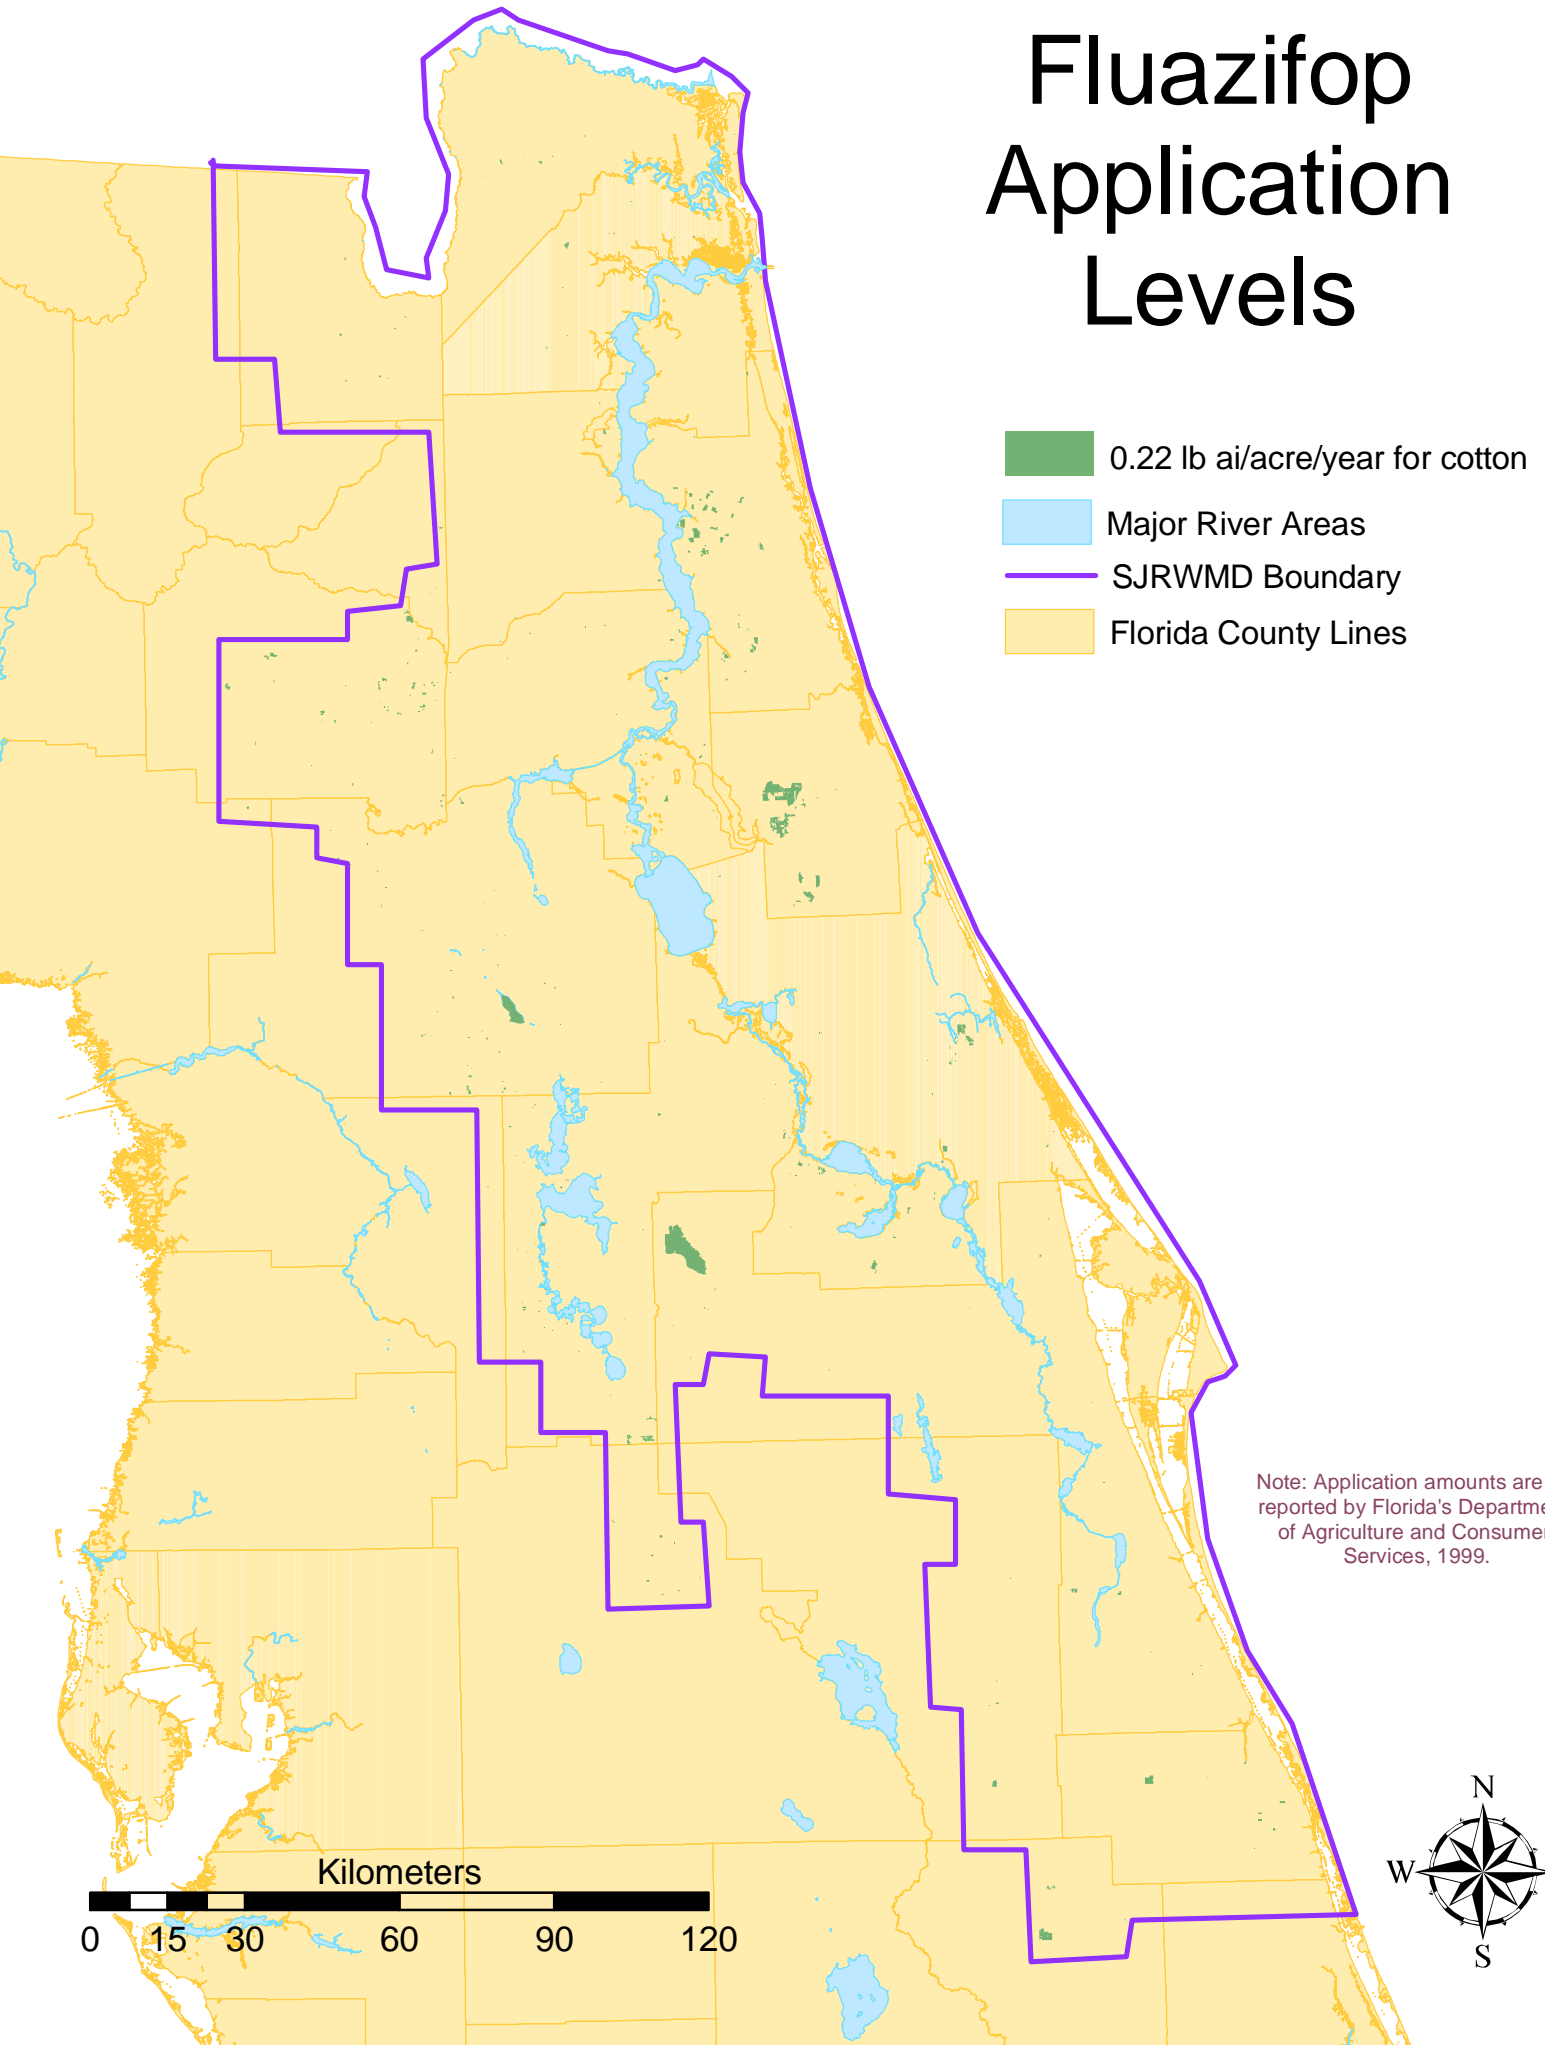 Fluazifop
Application
Levels
0.22 lb ai/acre/year for cotton
Major River Areas
SJRWMD Boundary
Florida County Lines
Note: Application amounts are
reported by Florida's Departme
of Agriculture and Consume
Services, 1999.
N
W
S
Kilometers
0 15 30 60 90 120